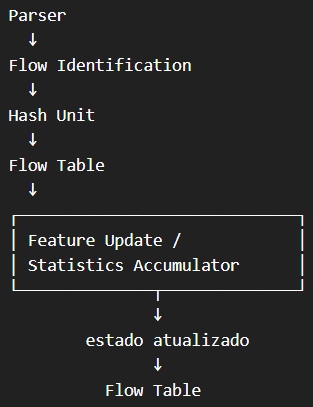 Parser
Flow Identification
Hash Unit
Flow Table
Feature Update /
Statistics Accumulator
estado atualizado
Flow Table